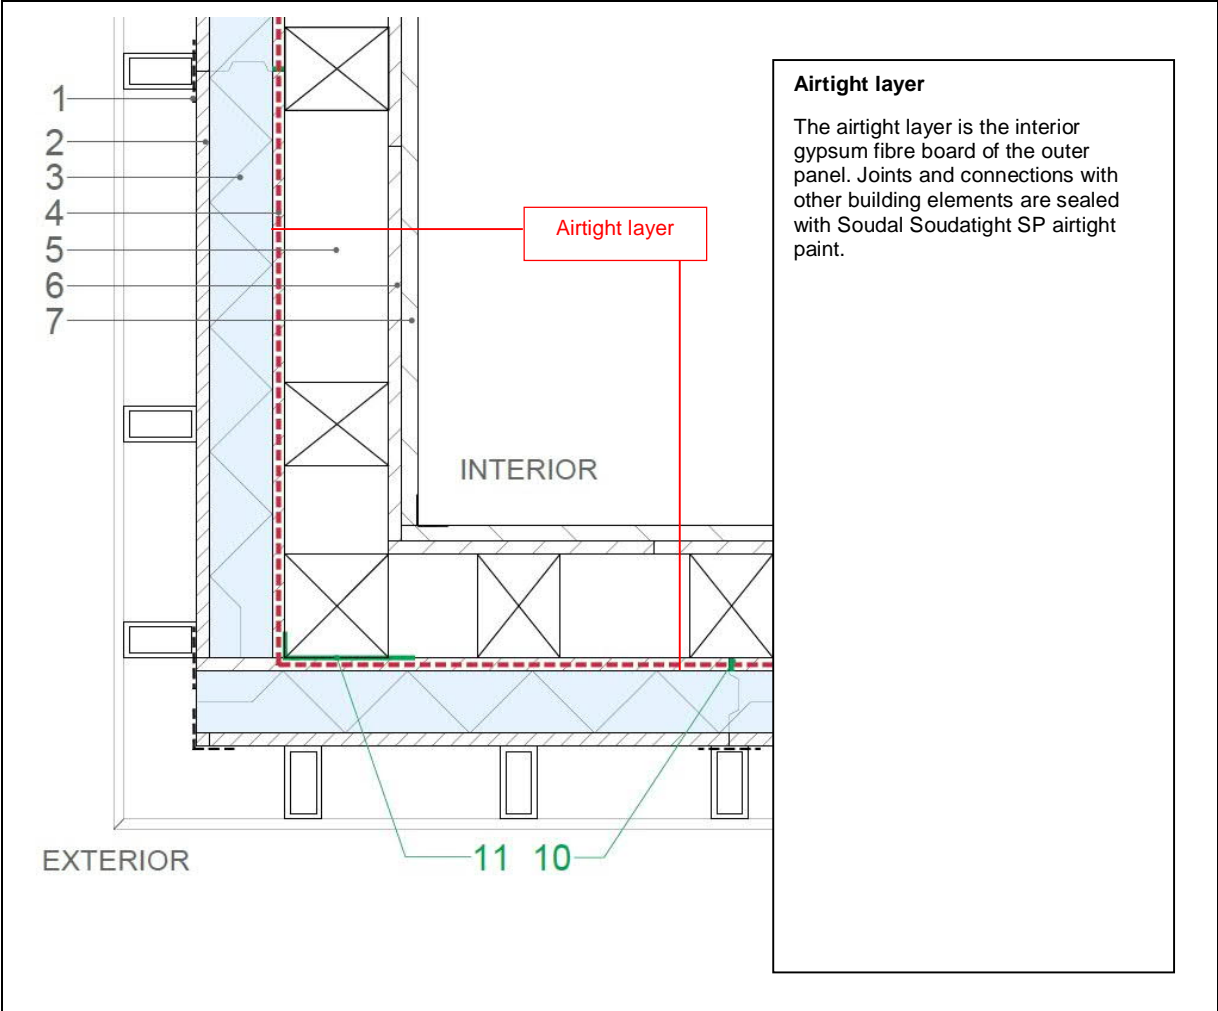 1
2
3
4
5
6
7
Airtight layer
INTERIOR
EXTERIOR
11 10
Airtight layer
The airtight layer is the interior
gypsum fibre board of the outer
panel. Joints and connections with
other building elements are sealed
with Soudal Soudatight SP airtight
paint.